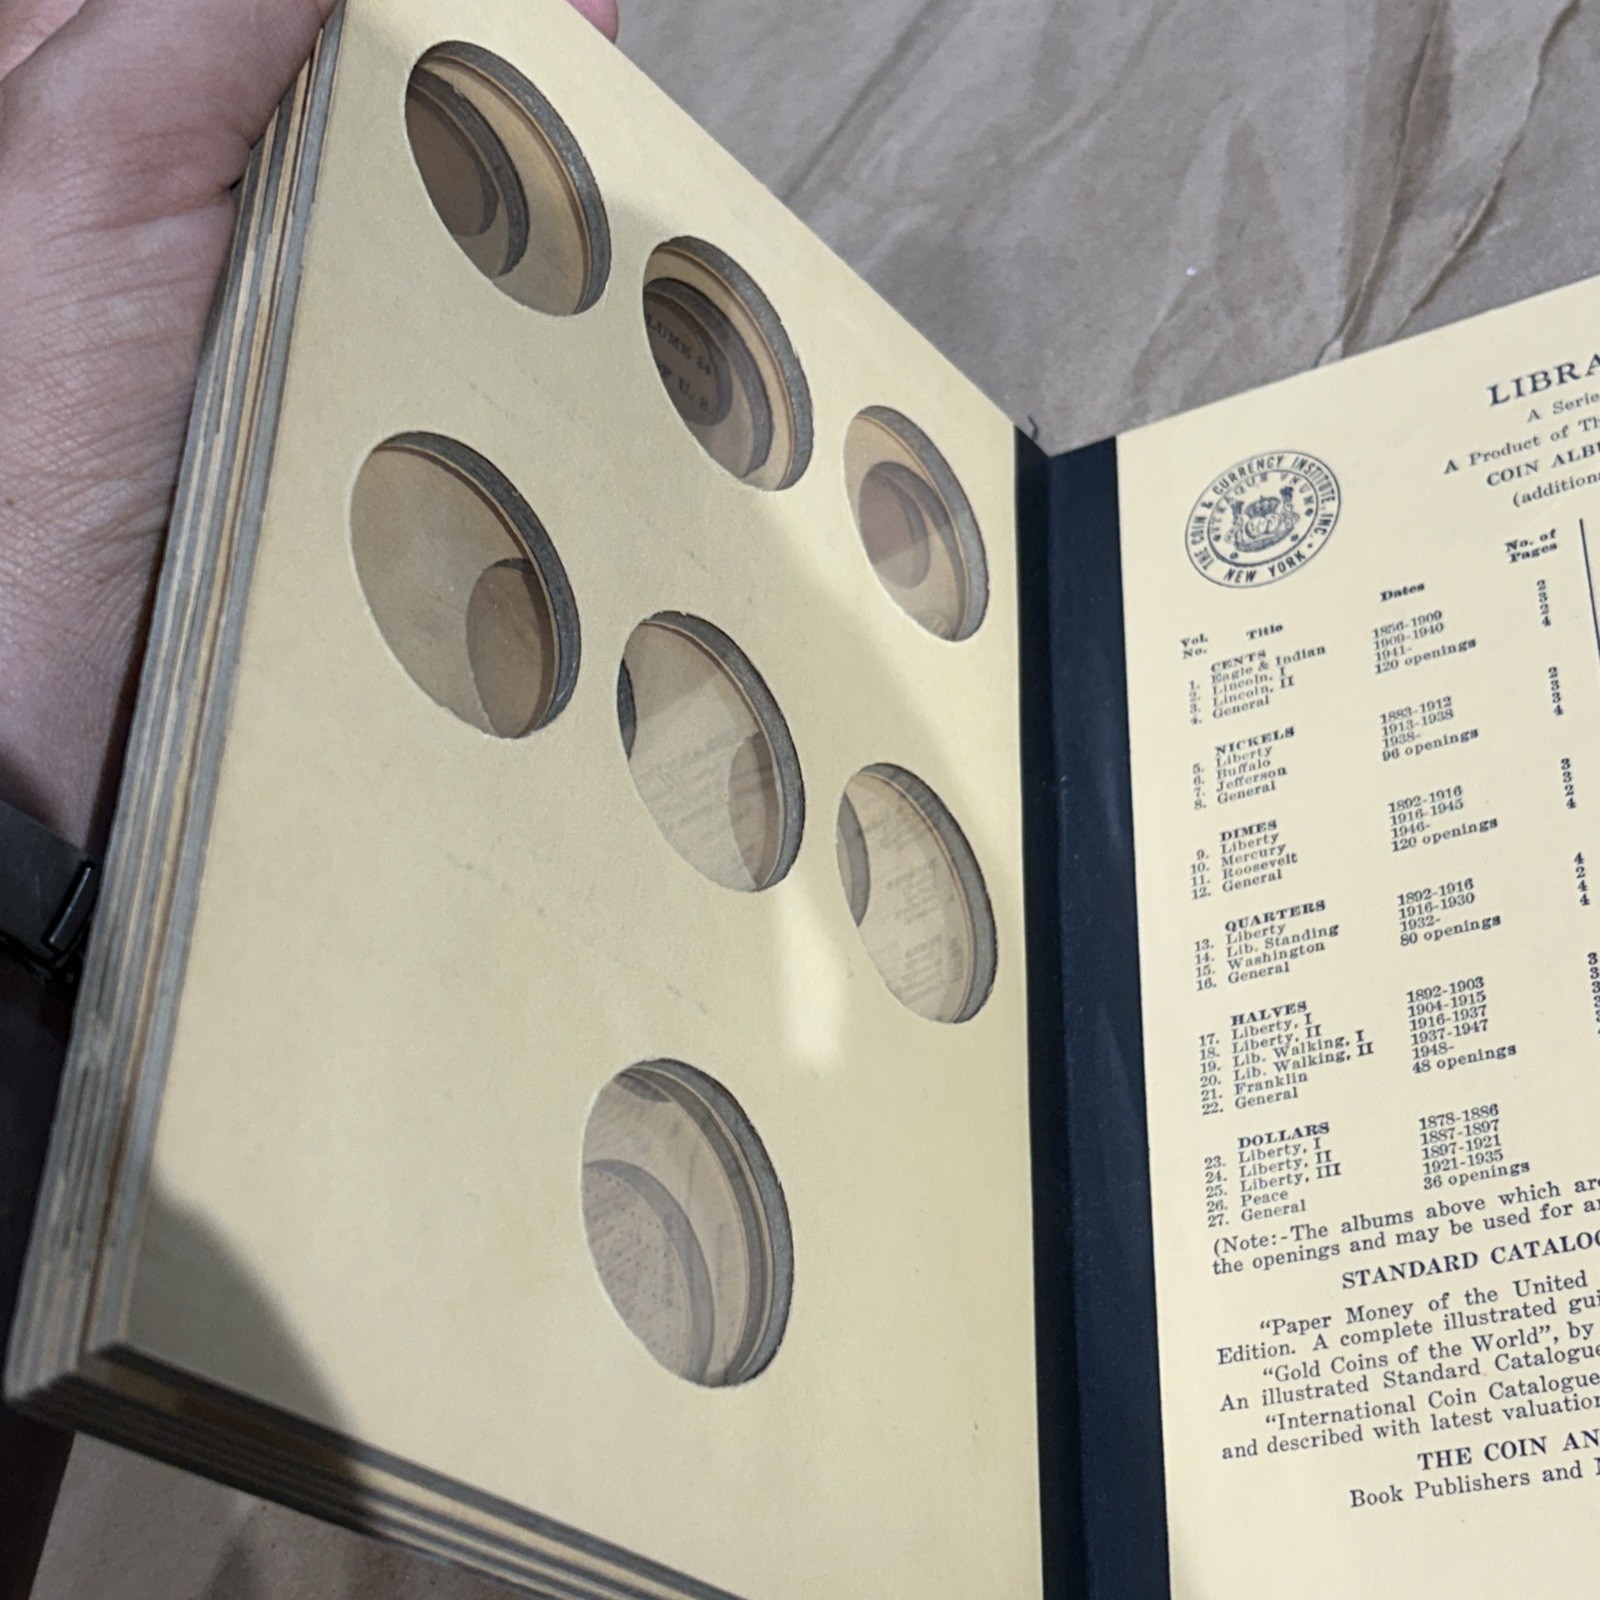 LUME 24
F U. S.
THE COIN & CURRENCY INSTITUTE, INC.
UTRAQUE UNUM
NEW YORK
LIBRA
A Serie
A Product of Th
COIN ALB
(additiona
No. of
Pages
Dates
Vol.
No.
Title
CENTS
1. Eagle & Indian 1856-1909 2
2. Lincoln, I 1909-1940 3
3. Lincoln, II 1941- 2
4. General 120 openings 4
NICKELS
5. Liberty 1883-1912 2
6. Buffalo 1913-1938 3
7. Jefferson 1938- 3
8. General 96 openings 4
DIMES
9. Liberty 1892-1916 3
10. Mercury 1916-1945 3
11. Roosevelt 1946- 2
12. General 120 openings 4
QUARTERS
13. Liberty 1892-1916 4
14. Lib. Standing 1916-1930 2
15. Washington 1932- 4
16. General 80 openings 4
HALVES
17. Liberty, I 1892-1903 3
18. Liberty, II 1904-1915
19. Lib. Walking, I 1916-1937
20. Lib. Walking, II 1937-1947
21. Franklin 1948-
22. General 48 openings
DOLLARS
23. Liberty, I 1878-1886
24. Liberty, II 1887-1897
25. Liberty, III 1897-1921
26. Peace 1921-1935
27. General 36 openings
(Note:-The albums above which are
the openings and may be used for an
STANDARD CATALOG
"Paper Money of the United
Edition. A complete illustrated gui
"Gold Coins of the World", by
An illustrated Standard Catalogue
"International Coin Catalogue
and described with latest valuation
THE COIN AN
Book Publishers and